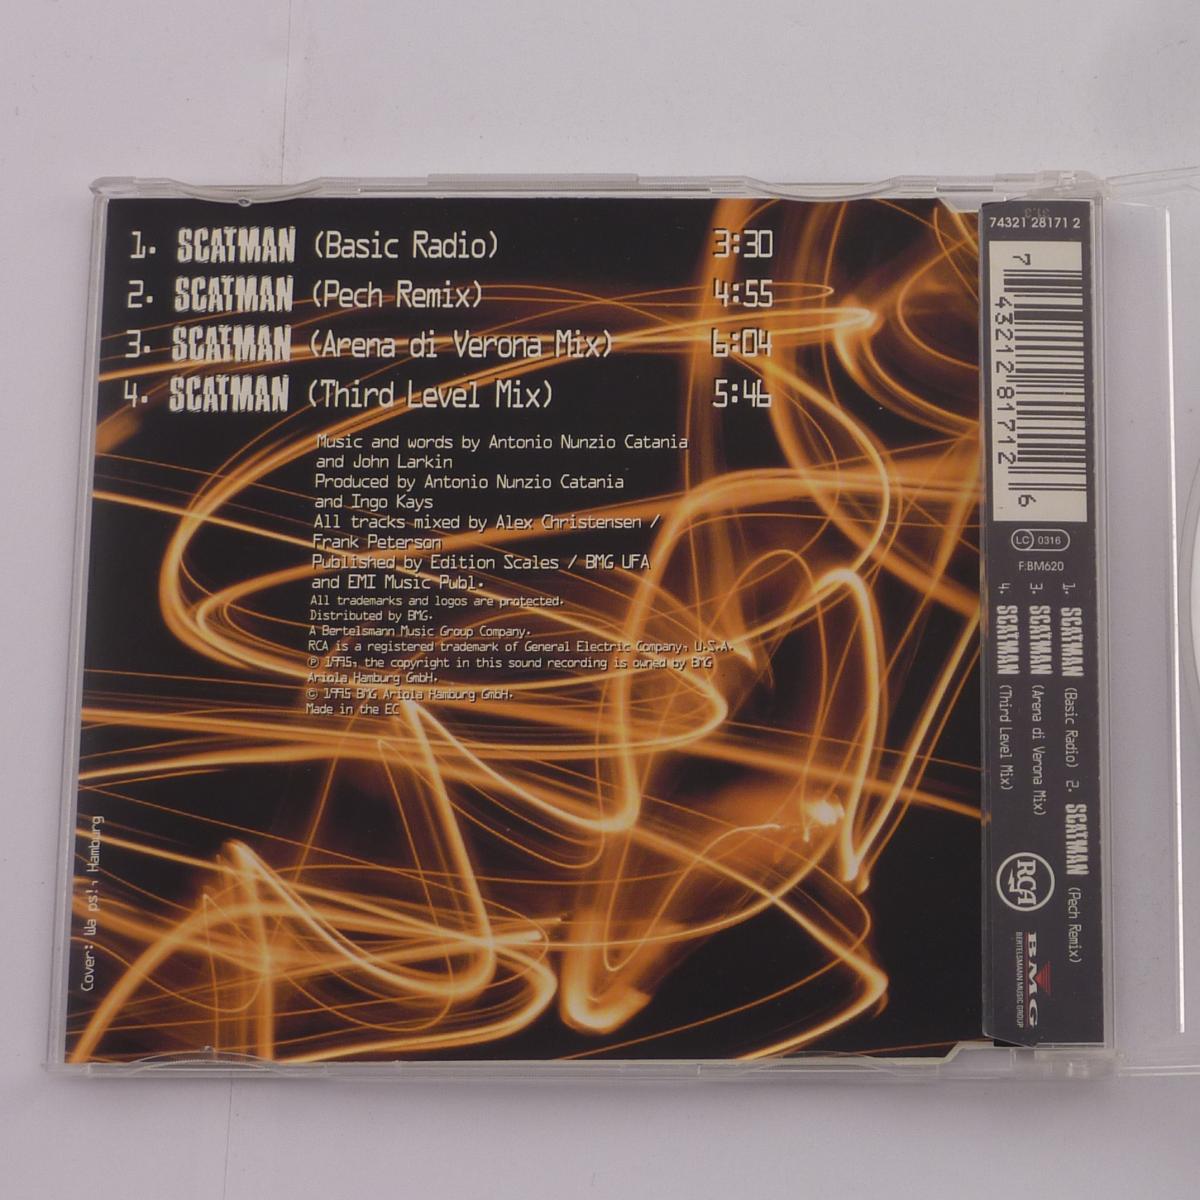 1. SCATMAN (Basic Radio) 3:30
2. SCATMAN (Pech Remix) 4:55
3. SCATMAN (Arena di Verona Mix) 6:04
4. SCATMAN (Third Level Mix) 5:46
Music and words by Antonio Nunzio Catania
and John Larkin
Produced by Antonio Nunzio Catania
and Ingo Kays
All tracks mixed by Alex Christensen /
Frank Peterson
Published by Edition Scales / BMG UFA
and EMI Music Publ.
All trademarks and logos are protected.
Distributed by BMG.
A Bertelsmann Music Group Company.
RCA is a registered trademark of General Electric Company, U.S.A.
℗ 1995, the copyright in this sound recording is owned by BMG
Ariola Hamburg GmbH.
© 1995 BMG Ariola Hamburg GmbH.
Made in the EC
Cover: Wa ps!, Hamburg
74321 28171 2
7 43212 81712 6
LC 0316
F:BM620
1. SCATMAN (Basic Radio) 2. SCATMAN (Pech Remix)
3. SCATMAN (Arena di Verona Mix)
4. SCATMAN (Third Level Mix)
RCA
BMG
BERTELSMANN MUSIC GROUP